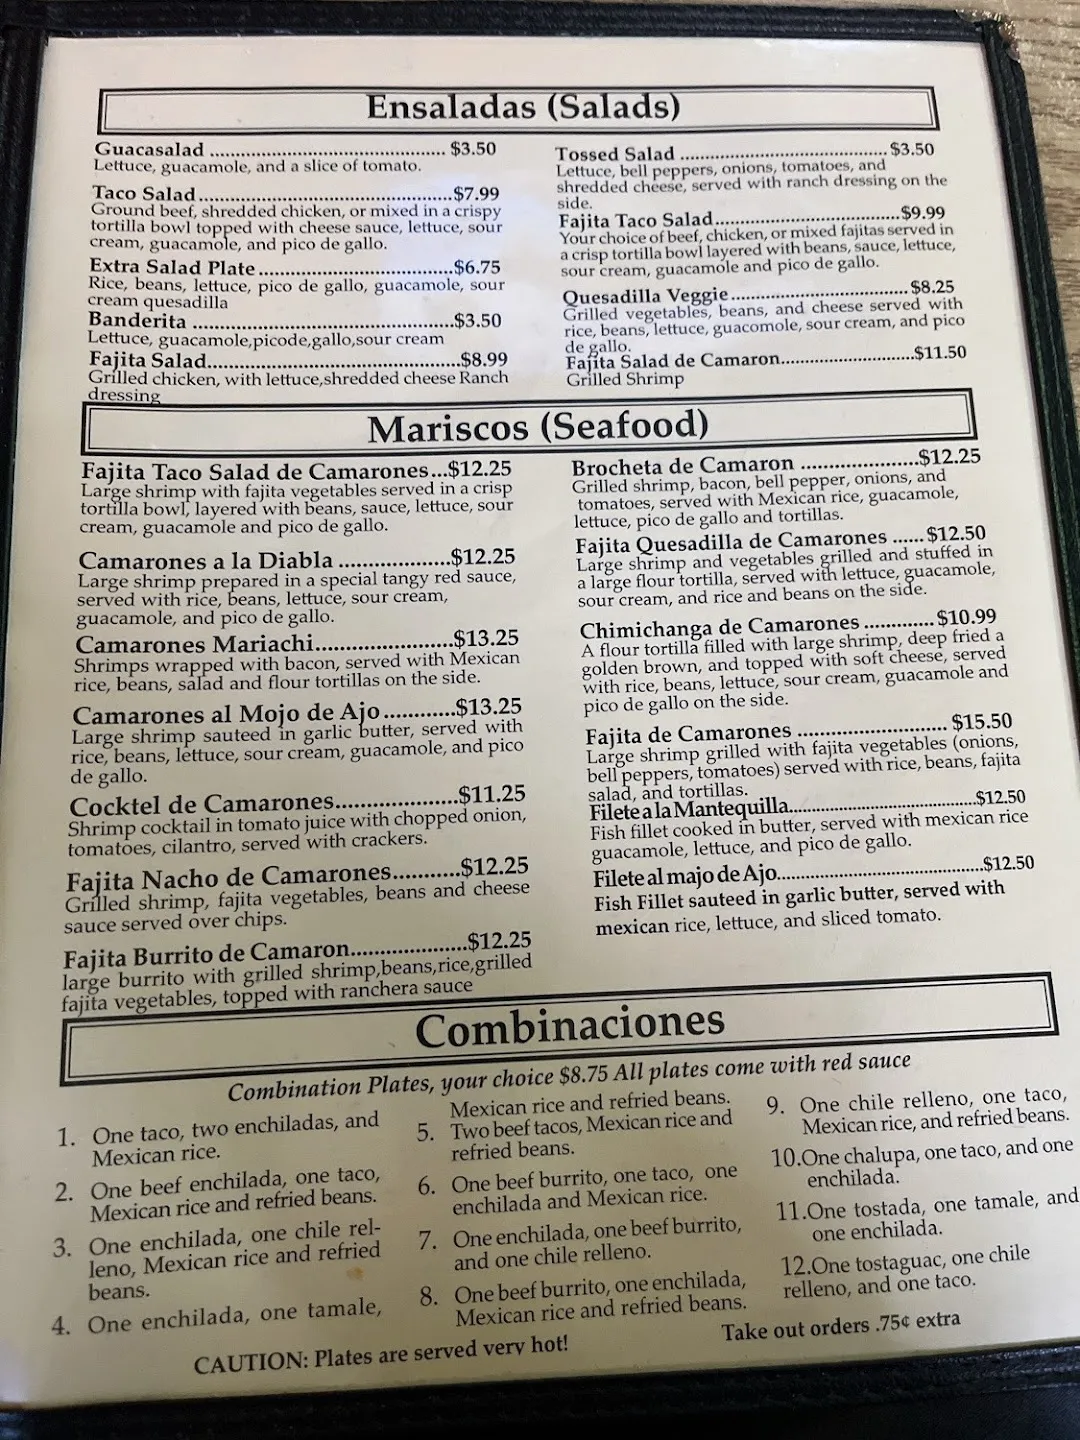 Ensaladas (Salads)
Guacasalad ........................................ $3.50
Lettuce, guacamole, and a slice of tomato.
Taco Salad...........................................$7.99
Ground beef, shredded chicken, or mixed in a crispy
tortilla bowl topped with cheese sauce, lettuce, sour
cream, guacamole, and pico de gallo.
Extra Salad Plate.................................$6.75
Rice, beans, lettuce, pico de gallo, guacamole, sour
cream quesadilla
Banderita ............................................$3.50
Lettuce, guacamole,picode,gallo,sour cream
Fajita Salad..........................................$8.99
Grilled chicken, with lettuce,shredded cheese Ranch
dressing
Tossed Salad ....................................$3.50
Lettuce, bell peppers, onions, tomatoes, and
shredded cheese, served with ranch dressing on the
side.
Fajita Taco Salad................................$9.99
Your choice of beef, chicken, or mixed fajitas served in
a crisp tortilla bowl layered with beans, sauce, lettuce,
sour cream, guacamole and pico de gallo.
Quesadilla Veggie.............................. $8.25
Grilled vegetables, beans, and cheese served with
rice, beans, lettuce, guacomole, sour cream, and pico
de gallo.
Fajita Salad de Camaron.......................$11.50
Grilled Shrimp
Mariscos (Seafood)
Fajita Taco Salad de Camarones...$12.25
Large shrimp with fajita vegetables served in a crisp
tortilla bowl, layered with beans, sauce, lettuce, sour
cream, guacamole and pico de gallo.
Camarones a la Diabla ....................$12.25
Large shrimp prepared in a special tangy red sauce,
served with rice, beans, lettuce, sour cream,
guacamole, and pico de gallo.
Camarones Mariachi........................$13.25
Shrimps wrapped with bacon, served with Mexican
rice, beans, salad and flour tortillas on the side.
Camarones al Mojo de Ajo............$13.25
Large shrimp sauteed in garlic butter, served with
rice, beans, lettuce, sour cream, guacamole, and pico
de gallo.
Cocktel de Camarones.....................$11.25
Shrimp cocktail in tomato juice with chopped onion,
tomatoes, cilantro, served with crackers.
Fajita Nacho de Camarones...........$12.25
Grilled shrimp, fajita vegetables, beans and cheese
sauce served over chips.
Fajita Burrito de Camaron....................$12.25
large burrito with grilled shrimp,beans,rice,grilled
fajita vegetables, topped with ranchera sauce
Brocheta de Camaron ....................$12.25
Grilled shrimp, bacon, bell pepper, onions, and
tomatoes, served with Mexican rice, guacamole,
lettuce, pico de gallo and tortillas.
Fajita Quesadilla de Camarones ...... $12.50
Large shrimp and vegetables grilled and stuffed in
a large flour tortilla, served with lettuce, guacamole,
sour cream, and rice and beans on the side.
Chimichanga de Camarones ............. $10.99
A flour tortilla filled with large shrimp, deep fried a
golden brown, and topped with soft cheese, served
with rice, beans, lettuce, sour cream, guacamole and
pico de gallo on the side.
Fajita de Camarones .......................... $15.50
Large shrimp grilled with fajita vegetables (onions,
bell peppers, tomatoes) served with rice, beans, fajita
salad, and tortillas.
Filete a la Mantequilla........................................$12.50
Fish fillet cooked in butter, served with mexican rice
guacamole, lettuce, and pico de gallo.
Filete al majo de Ajo............................................$12.50
Fish Fillet sauteed in garlic butter, served with
mexican rice, lettuce, and sliced tomato.
Combinaciones
Combination Plates, your choice $8.75 All plates come with red sauce
1. One taco, two enchiladas, and
Mexican rice.
2. One beef enchilada, one taco,
Mexican rice and refried beans.
3. One enchilada, one chile rel-
leno, Mexican rice and refried
beans.
4. One enchilada, one tamale,
Mexican rice and refried beans.
5. Two beef tacos, Mexican rice and
refried beans.
6. One beef burrito, one taco, one
enchilada and Mexican rice.
7. One enchilada, one beef burrito,
and one chile relleno.
8. One beef burrito, one enchilada,
Mexican rice and refried beans.
9. One chile relleno, one taco,
Mexican rice, and refried beans.
10.One chalupa, one taco, and one
enchilada.
11.One tostada, one tamale, and
one enchilada.
12.One tostaguac, one chile
relleno, and one taco.
CAUTION: Plates are served very hot!
Take out orders .75¢ extra